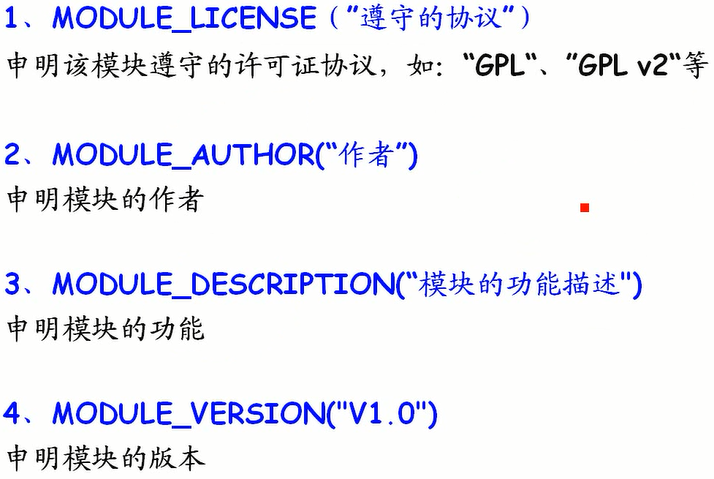 1、MODULE_LICENSE（”遵守的协议”）
申明该模块遵守的许可证协议，如：“GPL“、”GPL v2“等
2、MODULE_AUTHOR(“作者”)
申明模块的作者
3、MODULE_DESCRIPTION(“模块的功能描述")
申明模块的功能
4、MODULE_VERSION("V1.0")
申明模块的版本